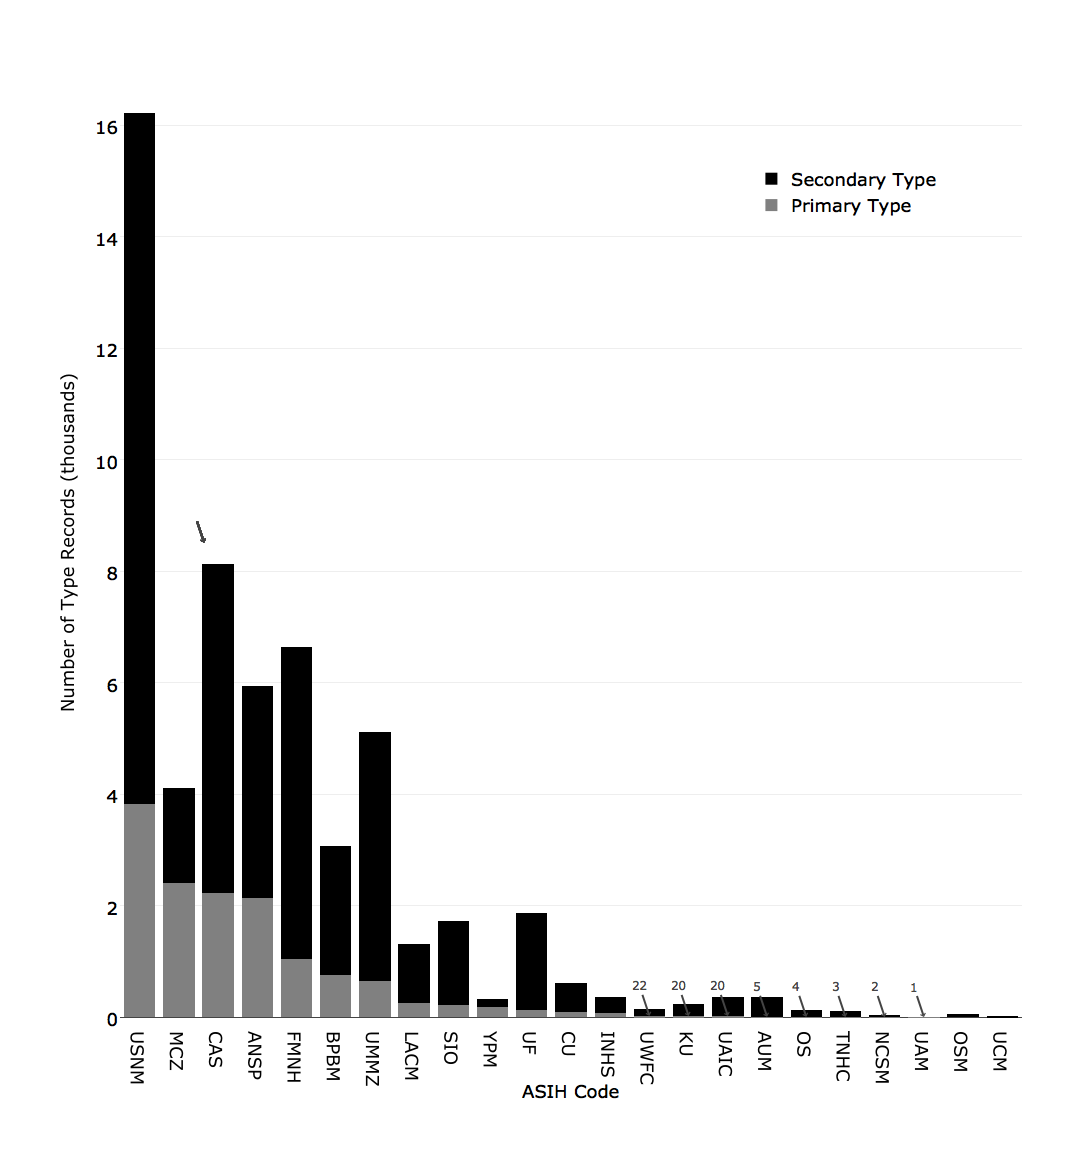 16
14
12
10
8
6
4
2
0
Number of Type Records (thousands)
Secondary Type
Primary Type
22
20
20
5
4
3
2
1
USNM
MCZ
CAS
ANSP
FMNH
BPBM
UMMZ
LACM
SIO
YPM
UF
CU
INHS
UWFC
KU
UAIC
AUM
OS
TNHC
NCSM
UAM
OSM
UCM
ASIH Code